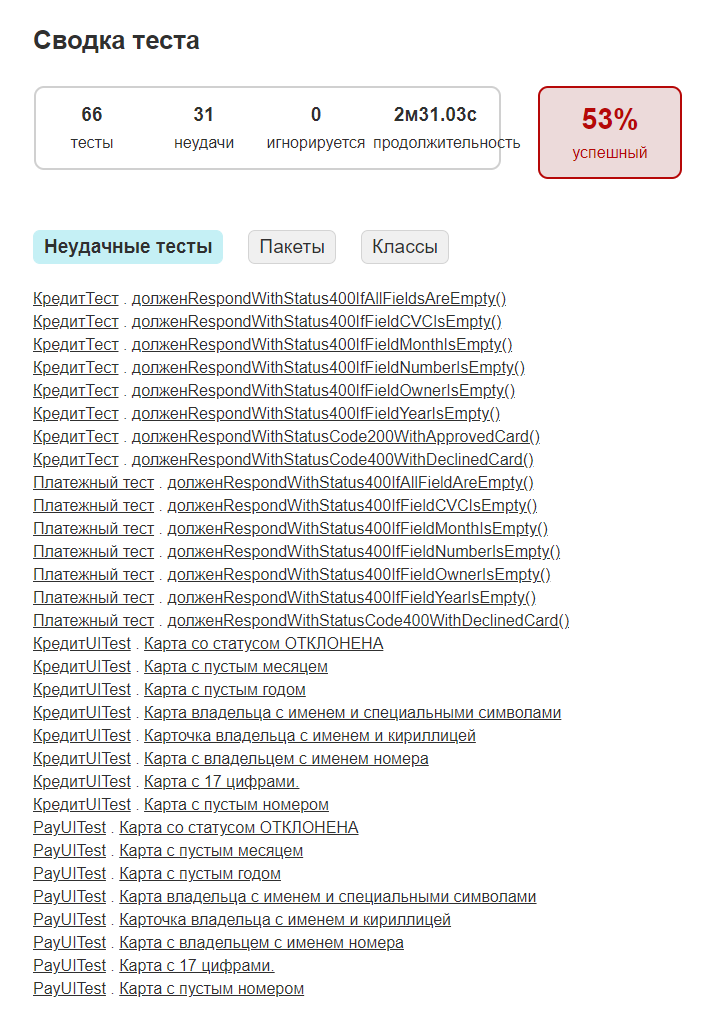 Сводка теста
66 31 0 2м31.03с 53%
тесты неудачи игнорируется продолжительность успешный
Неудачные тесты Пакеты Классы
КредитТест . долженRespondWithStatus400IfAllFieldsAreEmpty()
КредитТест . долженRespondWithStatus400IfFieldCVCIsEmpty()
КредитТест . долженRespondWithStatus400IfFieldMonthIsEmpty()
КредитТест . долженRespondWithStatus400IfFieldNumberIsEmpty()
КредитТест . долженRespondWithStatus400IfFieldOwnerIsEmpty()
КредитТест . долженRespondWithStatus400IfFieldYearIsEmpty()
КредитТест . долженRespondWithStatusCode200WithApprovedCard()
КредитТест . долженRespondWithStatusCode400WithDeclinedCard()
Платежный тест . долженRespondWithStatus400IfAllFieldAreEmpty()
Платежный тест . долженRespondWithStatus400IfFieldCVCIsEmpty()
Платежный тест . долженRespondWithStatus400IfFieldMonthIsEmpty()
Платежный тест . долженRespondWithStatus400IfFieldNumberIsEmpty()
Платежный тест . долженRespondWithStatus400IfFieldOwnerIsEmpty()
Платежный тест . долженRespondWithStatus400IfFieldYearIsEmpty()
Платежный тест . долженRespondWithStatusCode400WithDeclinedCard()
КредитUITest . Карта со статусом ОТКЛОНЕНА
КредитUITest . Карта с пустым месяцем
КредитUITest . Карта с пустым годом
КредитUITest . Карта владельца с именем и специальными символами
КредитUITest . Карточка владельца с именем и кириллицей
КредитUITest . Карта с владельцем с именем номера
КредитUITest . Карта с 17 цифрами.
КредитUITest . Карта с пустым номером
PayUITest . Карта со статусом ОТКЛОНЕНА
PayUITest . Карта с пустым месяцем
PayUITest . Карта с пустым годом
PayUITest . Карта владельца с именем и специальными символами
PayUITest . Карточка владельца с именем и кириллицей
PayUITest . Карта с владельцем с именем номера
PayUITest . Карта с 17 цифрами.
PayUITest . Карта с пустым номером